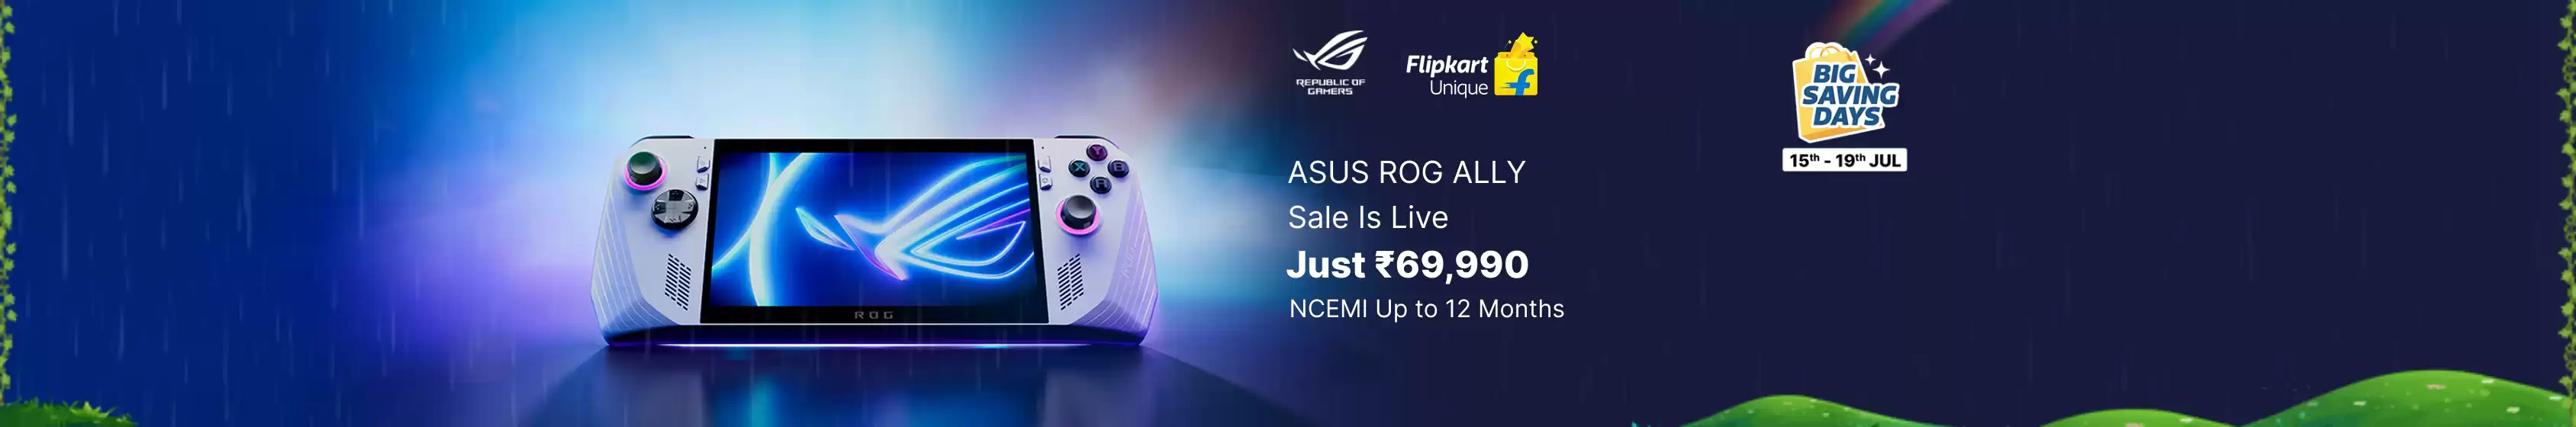 REPUBLIC OF
GAMERS
Flipkart
Unique
BIG
SAVING
DAYS
15th - 19th JUL
ASUS ROG ALLY
Sale Is Live
Just ₹69,990
NCEMI Up to 12 Months
Y
X
B
A
ROG